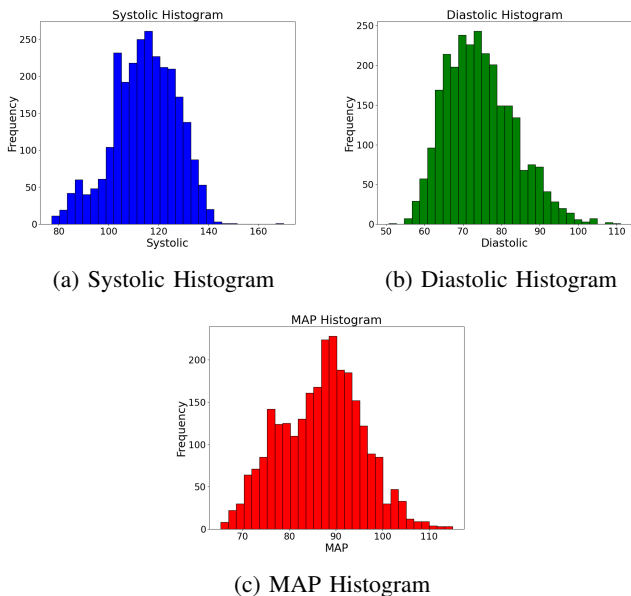 Systolic Histogram
Frequency
250
200
150
100
50
0
80 100 120 140 160
Systolic
(a) Systolic Histogram
Diastolic Histogram
Frequency
250
200
150
100
50
0
50 60 70 80 90 100 110
Diastolic
(b) Diastolic Histogram
MAP Histogram
Frequency
200
150
100
50
0
70 80 90 100 110
MAP
(c) MAP Histogram